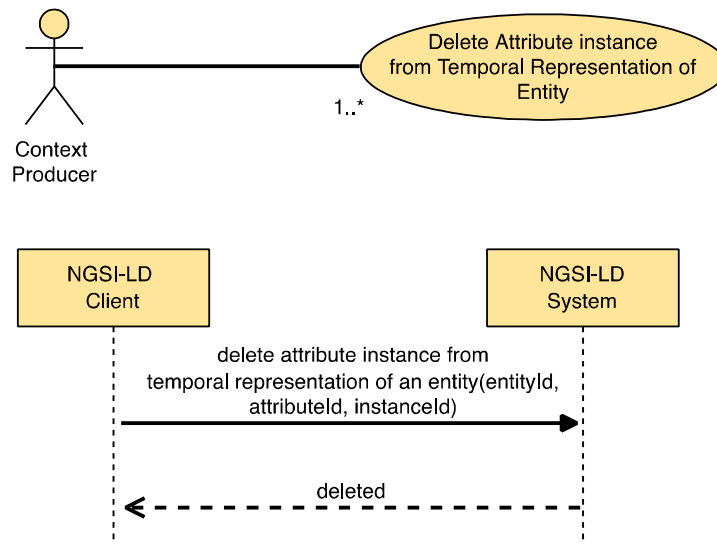 Delete Attribute instance
from Temporal Representation of
Entity
1..*
Context
Producer
NGSI-LD
Client
NGSI-LD
System
delete attribute instance from
temporal representation of an entity(entityId,
attributeId, instanceId)
deleted